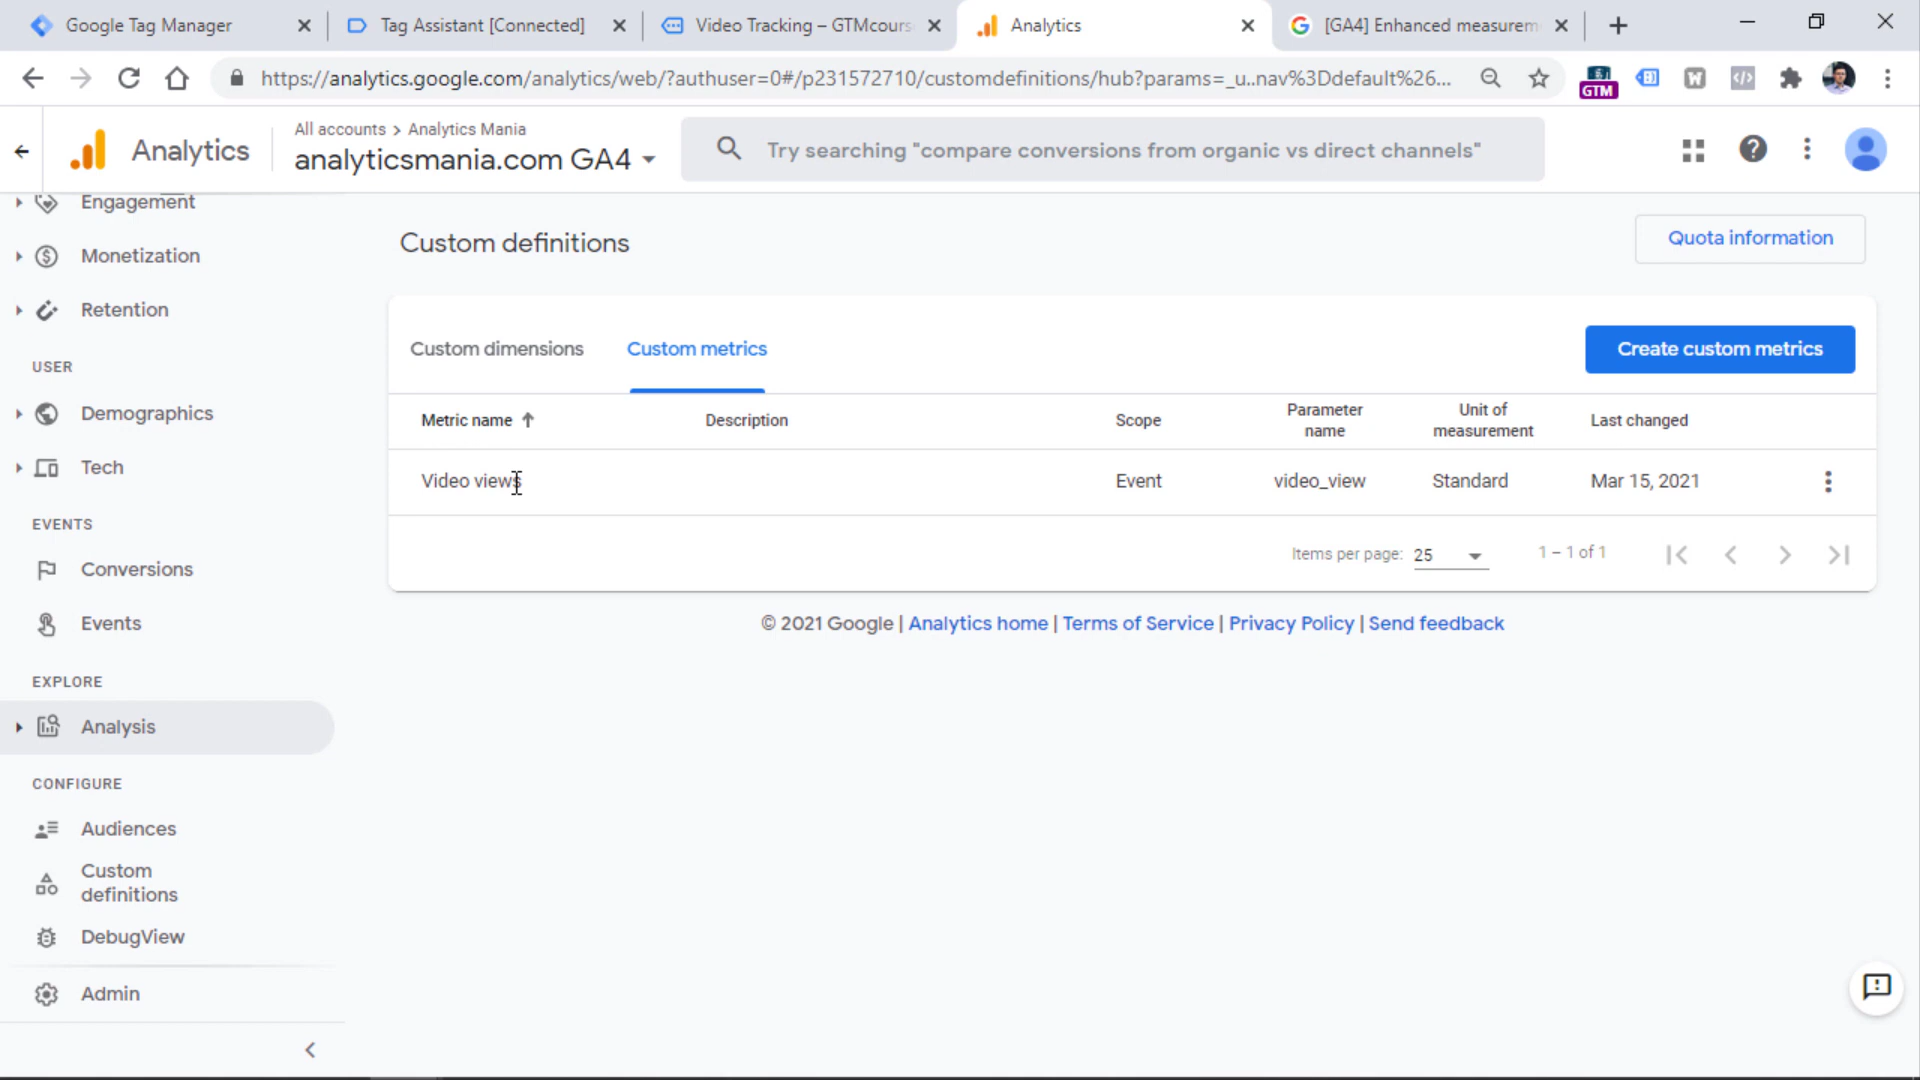 Google Tag Manager
Tag Assistant [Connected]
Video Tracking – GTMcours
Analytics
[GA4] Enhanced measurem
https://analytics.google.com/analytics/web/?authuser=0#/p231572710/customdefinitions/hub?params=_u..nav%3Ddefault%26...
GTM
W
Analytics
All accounts > Analytics Mania
analyticsmania.com GA4
Try searching "compare conversions from organic vs direct channels"
Engagement
Monetization
Retention
USER
Demographics
Tech
EVENTS
Conversions
Events
EXPLORE
Analysis
CONFIGURE
Audiences
Custom
definitions
DebugView
Admin
Custom definitions
Quota information
Custom dimensions
Custom metrics
Create custom metrics
Metric name
Description
Scope
Parameter
name
Unit of
measurement
Last changed
Video views
Event
video_view
Standard
Mar 15, 2021
Items per page: 25
1 – 1 of 1
© 2021 Google | Analytics home | Terms of Service | Privacy Policy | Send feedback